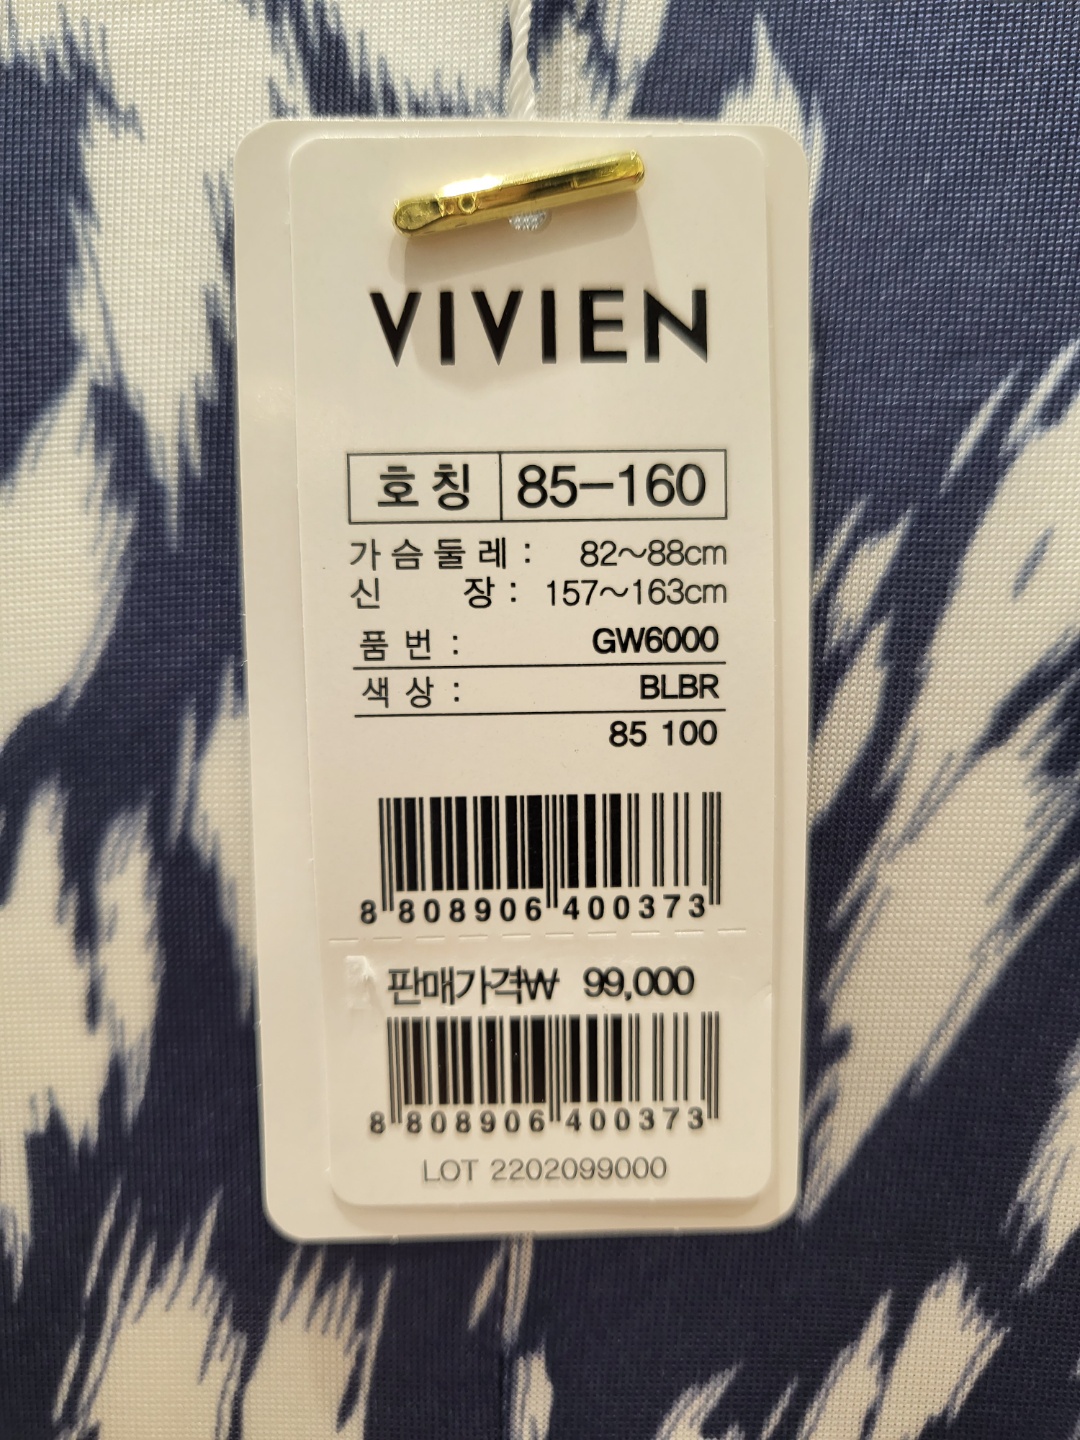 VIVIEN
호칭 85-160
가슴둘레 : 82~88cm
신 장 : 157~163cm
품번 : GW6000
색상 : BLBR
85 100
8 808906 400373
판매가격₩ 99,000
8 808906 400373
LOT 2202099000